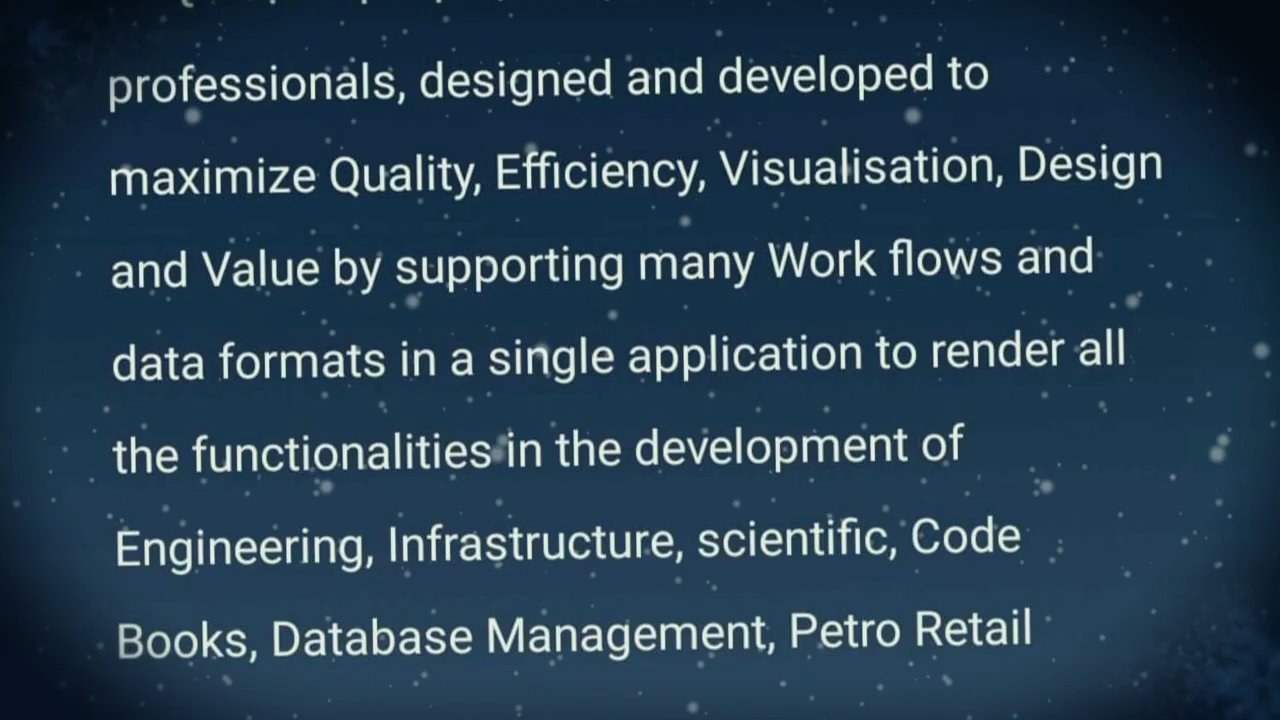 professionals, designed and developed to
maximize Quality, Efficiency, Visualisation, Design
and Value by supporting many Work flows and
data formats in a single application to render all
the functionalities in the development of
Engineering, Infrastructure, scientific, Code
Books, Database Management, Petro Retail